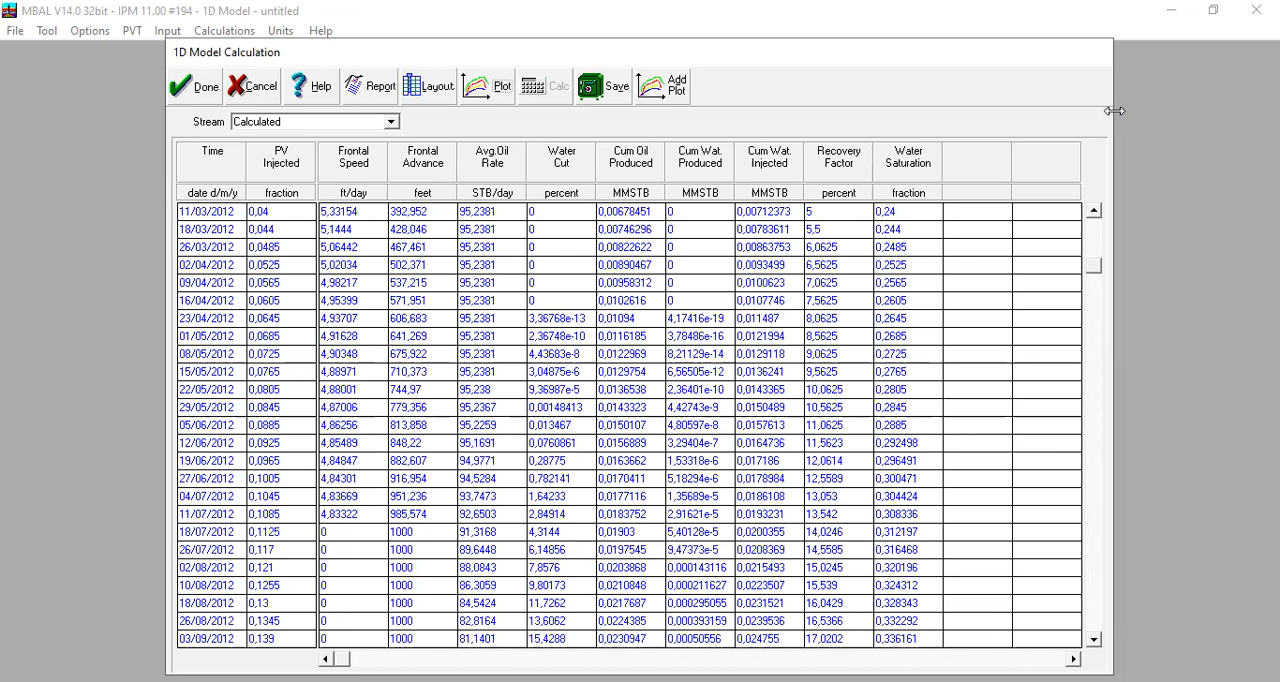 MBAL V14.0 32bit - IPM 11.00 #194 - 1D Model - untitled
File Tool Options PVT Input Calculations Units Help
1D Model Calculation
Done Cancel Help Report Layout Plot Calc Save Add Plot
Stream Calculated
Time PV Injected Frontal Speed Frontal Advance Avg.Oil Rate Water Cut Cum Oil Produced Cum Wat. Produced Cum Wat. Injected Recovery Factor Water Saturation
date d/m/y fraction ft/day feet STB/day percent MMSTB MMSTB MMSTB percent fraction
11/03/2012 0,04 5,33154 392,952 95,2381 0 0,00678451 0 0,00712373 5 0,24
18/03/2012 0,044 5,1444 428,046 95,2381 0 0,00746296 0 0,00783611 5,5 0,244
26/03/2012 0,0485 5,06442 467,461 95,2381 0 0,00822622 0 0,00863753 6,0625 0,2485
02/04/2012 0,0525 5,02034 502,371 95,2381 0 0,00890467 0 0,0093499 6,5625 0,2525
09/04/2012 0,0565 4,98217 537,215 95,2381 0 0,00958312 0 0,0100623 7,0625 0,2565
16/04/2012 0,0605 4,95399 571,951 95,2381 0 0,0102616 0 0,0107746 7,5625 0,2605
23/04/2012 0,0645 4,93707 606,683 95,2381 3,36768e-13 0,01094 4,17416e-19 0,011487 8,0625 0,2645
01/05/2012 0,0685 4,91628 641,269 95,2381 2,36748e-10 0,0116185 3,78486e-16 0,0121994 8,5625 0,2685
08/05/2012 0,0725 4,90348 675,922 95,2381 4,43683e-8 0,0122969 8,21129e-14 0,0129118 9,0625 0,2725
15/05/2012 0,0765 4,88971 710,373 95,2381 3,04875e-6 0,0129754 6,56505e-12 0,0136241 9,5625 0,2765
22/05/2012 0,0805 4,88001 744,97 95,238 9,36987e-5 0,0136538 2,36401e-10 0,0143365 10,0625 0,2805
29/05/2012 0,0845 4,87006 779,356 95,2367 0,00148413 0,0143323 4,42743e-9 0,0150489 10,5625 0,2845
05/06/2012 0,0885 4,86256 813,858 95,2259 0,013467 0,0150107 4,80597e-8 0,0157613 11,0625 0,2885
12/06/2012 0,0925 4,85489 848,22 95,1691 0,0760861 0,0156889 3,29404e-7 0,0164736 11,5623 0,292498
19/06/2012 0,0965 4,84847 882,607 94,9771 0,28775 0,0163662 1,53318e-6 0,017186 12,0614 0,296491
27/06/2012 0,1005 4,84301 916,954 94,5284 0,782141 0,0170411 5,18294e-6 0,0178984 12,5589 0,300471
04/07/2012 0,1045 4,83669 951,236 93,7473 1,64233 0,0177116 1,35689e-5 0,0186108 13,053 0,304424
11/07/2012 0,1085 4,83322 985,574 92,6503 2,84914 0,0183752 2,91621e-5 0,0193231 13,542 0,308336
18/07/2012 0,1125 0 1000 91,3168 4,3144 0,01903 5,40128e-5 0,0200355 14,0246 0,312197
26/07/2012 0,117 0 1000 89,6448 6,14856 0,0197545 9,47373e-5 0,0208369 14,5585 0,316468
02/08/2012 0,121 0 1000 88,0843 7,8576 0,0203868 0,000143116 0,0215493 15,0245 0,320196
10/08/2012 0,1255 0 1000 86,3059 9,80173 0,0210848 0,000211627 0,0223507 15,539 0,324312
18/08/2012 0,13 0 1000 84,5424 11,7262 0,0217687 0,000295055 0,0231521 16,0429 0,328343
26/08/2012 0,1345 0 1000 82,8164 13,6062 0,0224385 0,000393159 0,0239536 16,5366 0,332292
03/09/2012 0,139 0 1000 81,1401 15,4288 0,0230947 0,00050556 0,024755 17,0202 0,336161